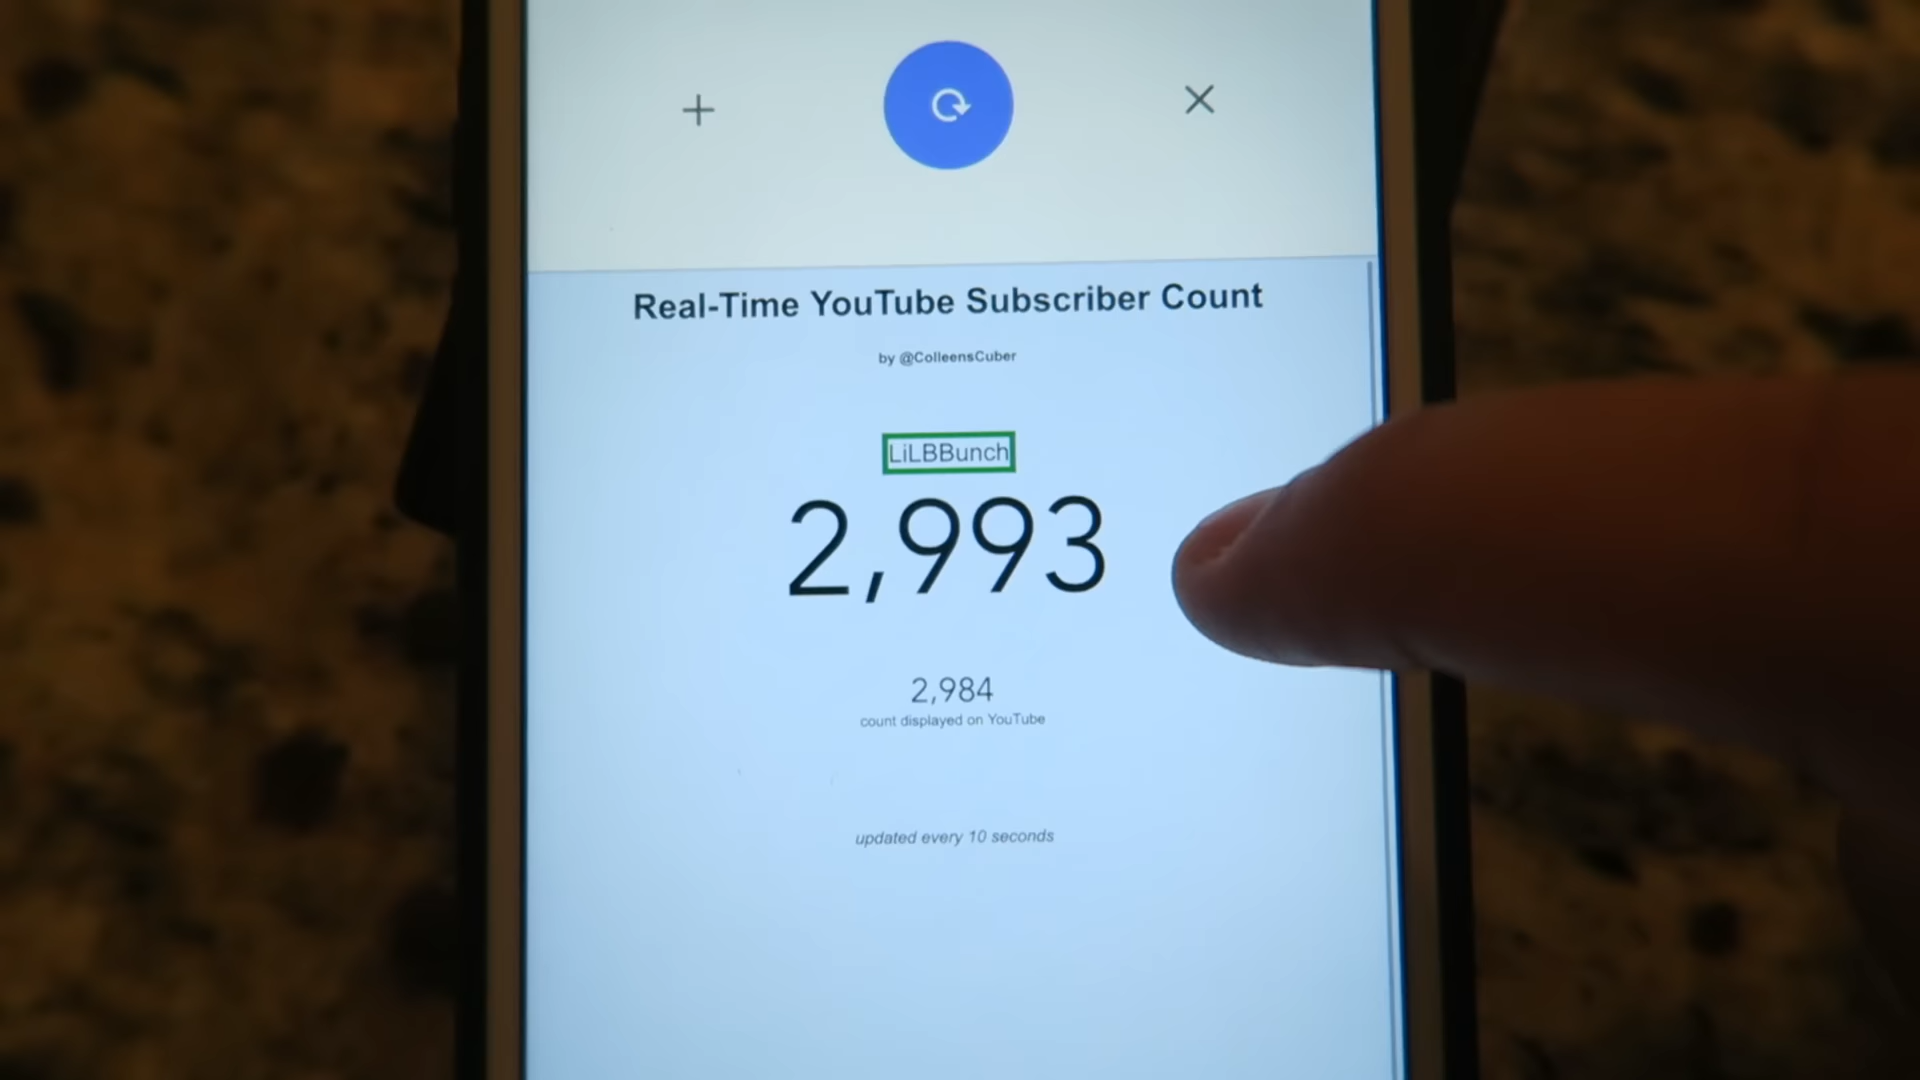 Real-Time YouTube Subscriber Count
by @ColleensCuber
LiLBBunch
2,993
2,984
count displayed on YouTube
updated every 10 seconds